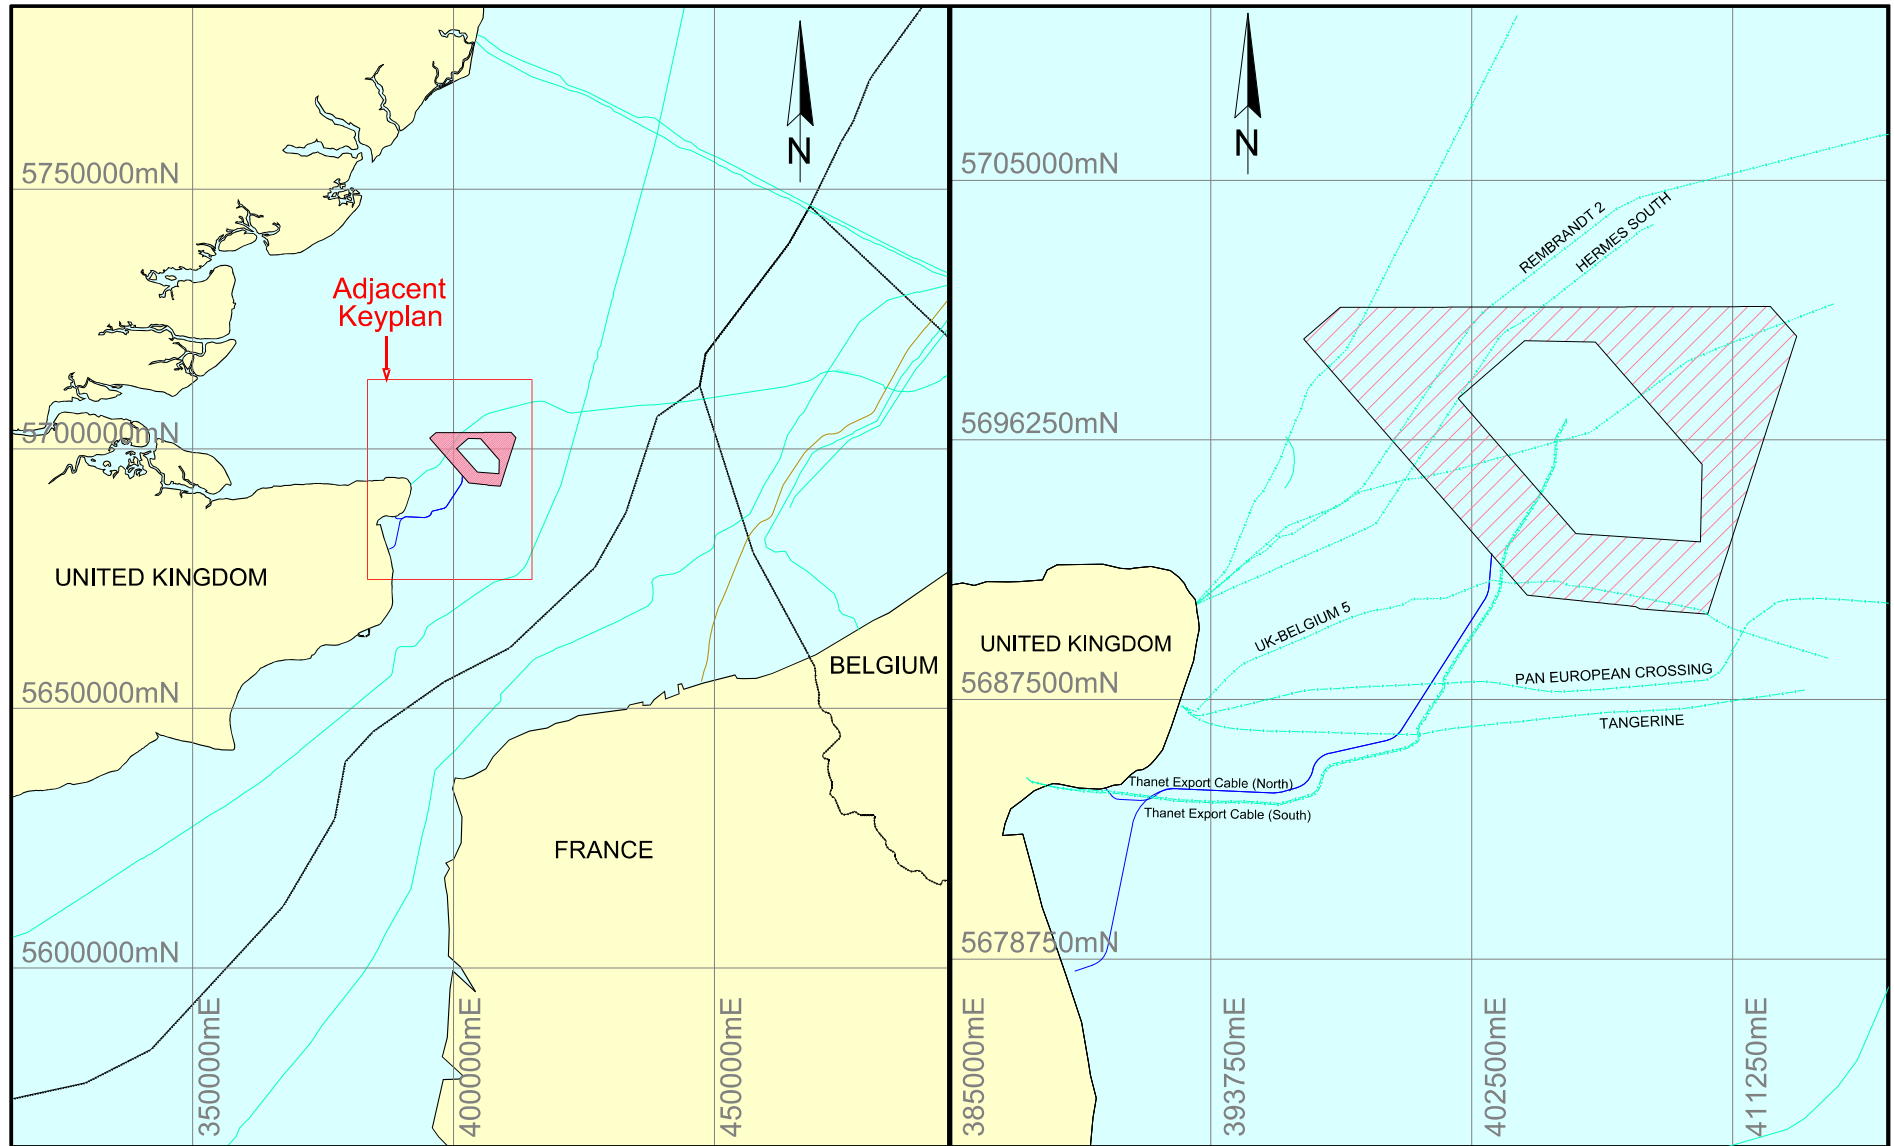 N
5750000mN
Adjacent
Keyplan
5700000mN
UNITED KINGDOM
BELGIUM
5650000mN
FRANCE
5600000mN
350000mE
400000mE
450000mE
N
5705000mN
REMBRANDT 2
HERMES SOUTH
5696250mN
UK-BELGIUM 5
UNITED KINGDOM
PAN EUROPEAN CROSSING
5687500mN
TANGERINE
Thanet Export Cable (North)
Thanet Export Cable (South)
5678750mN
385000mE
393750mE
402500mE
411250mE